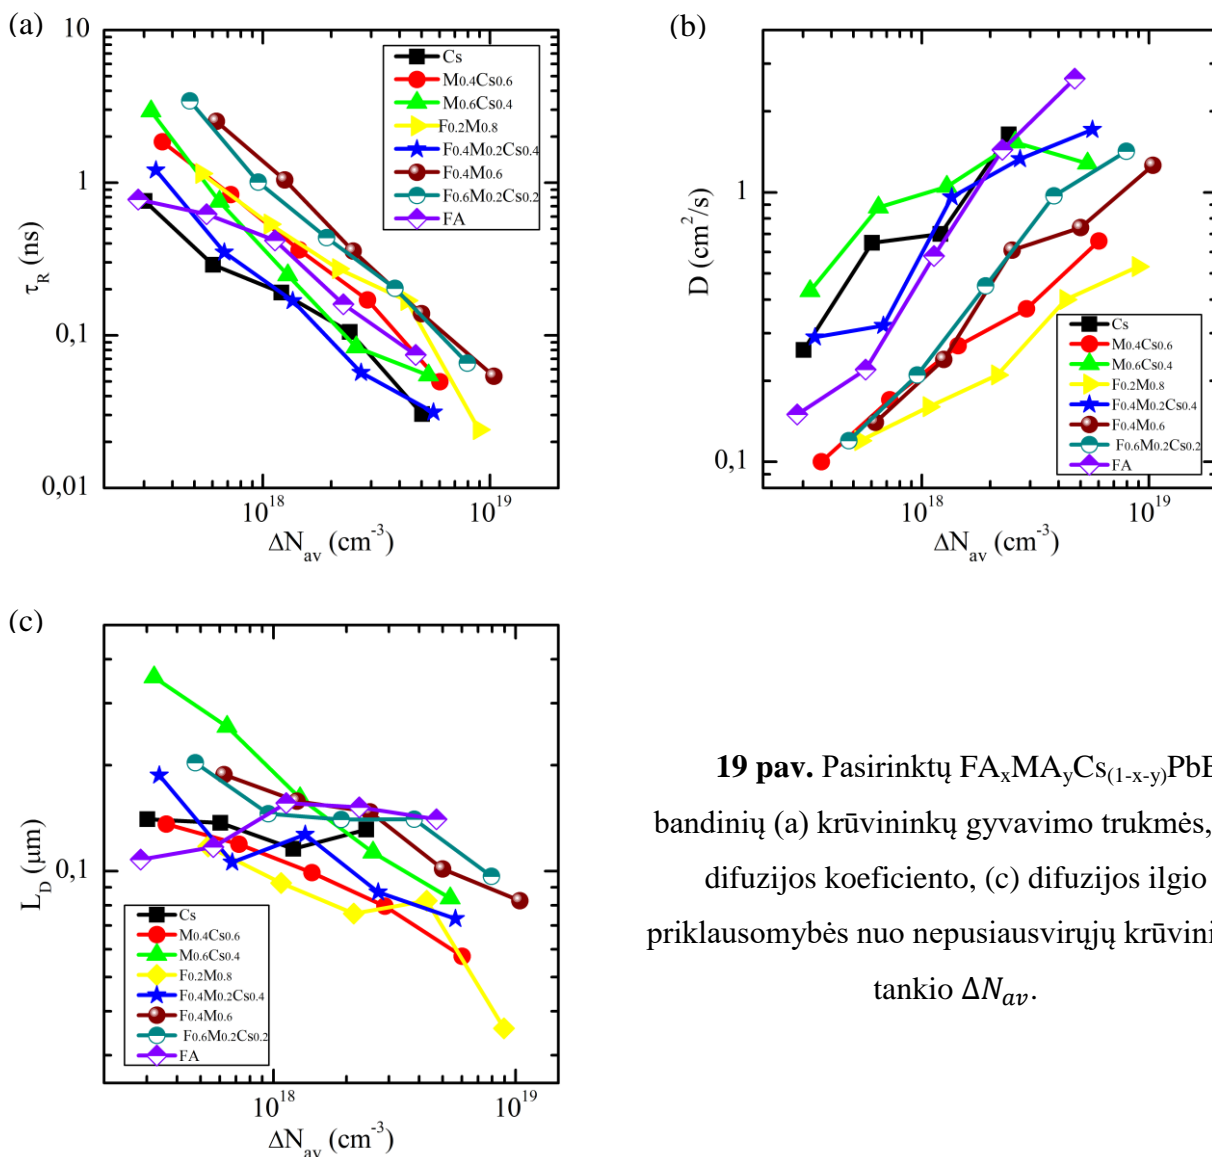 (a)
10
1
0,1
0,01
τR (ns)
10^18
10^19
ΔNav (cm-3)
Cs
M0.4Cs0.6
M0.6Cs0.4
F0.2M0.8
F0.4M0.2Cs0.4
F0.4M0.6
F0.6M0.2Cs0.2
FA
(b)
1
0,1
D (cm2/s)
10^18
10^19
ΔNav (cm-3)
Cs
M0.4Cs0.6
M0.6Cs0.4
F0.2M0.8
F0.4M0.2Cs0.4
F0.4M0.6
F0.6M0.2Cs0.2
FA
(c)
0,1
LD (μm)
10^18
10^19
ΔNav (cm-3)
Cs
M0.4Cs0.6
M0.6Cs0.4
F0.2M0.8
F0.4M0.2Cs0.4
F0.4M0.6
F0.6M0.2Cs0.2
FA
19 pav. Pasirinktų FAxMAyCs(1-x-y)PbB
bandinių (a) krūvininkų gyvavimo trukmės,
difuzijos koeficiento, (c) difuzijos ilgio
priklausomybės nuo nepusiausvirųjų krūvini
tankio ΔNav.